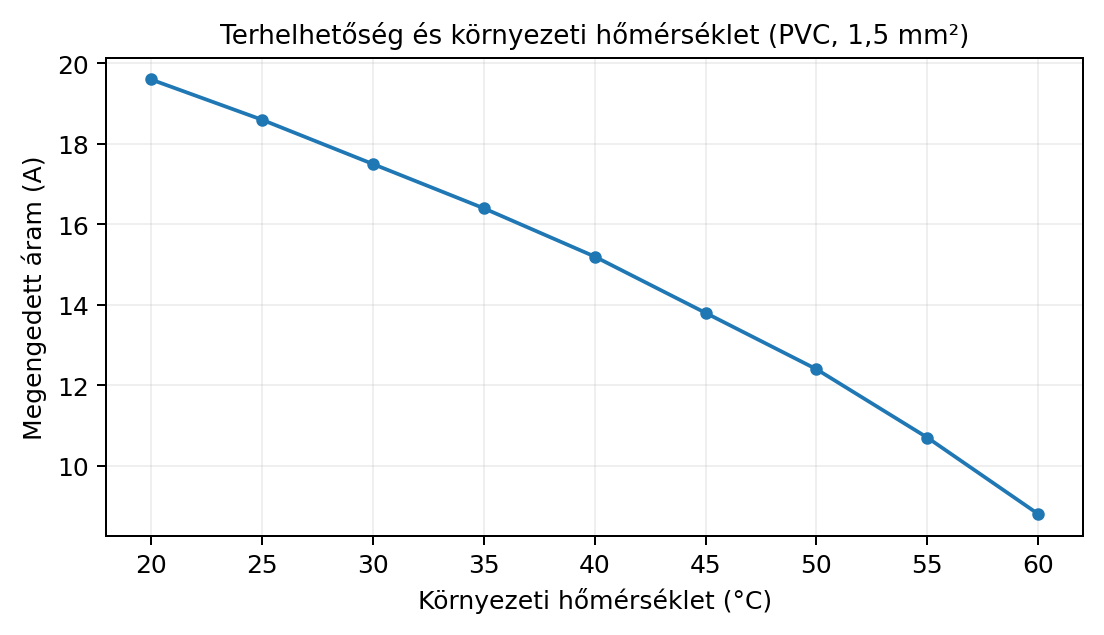 Terhelhetőség és környezeti hőmérséklet (PVC, 1,5 mm²)
Megengedett áram (A)
20
18
16
14
12
10
20 25 30 35 40 45 50 55 60
Környezeti hőmérséklet (°C)